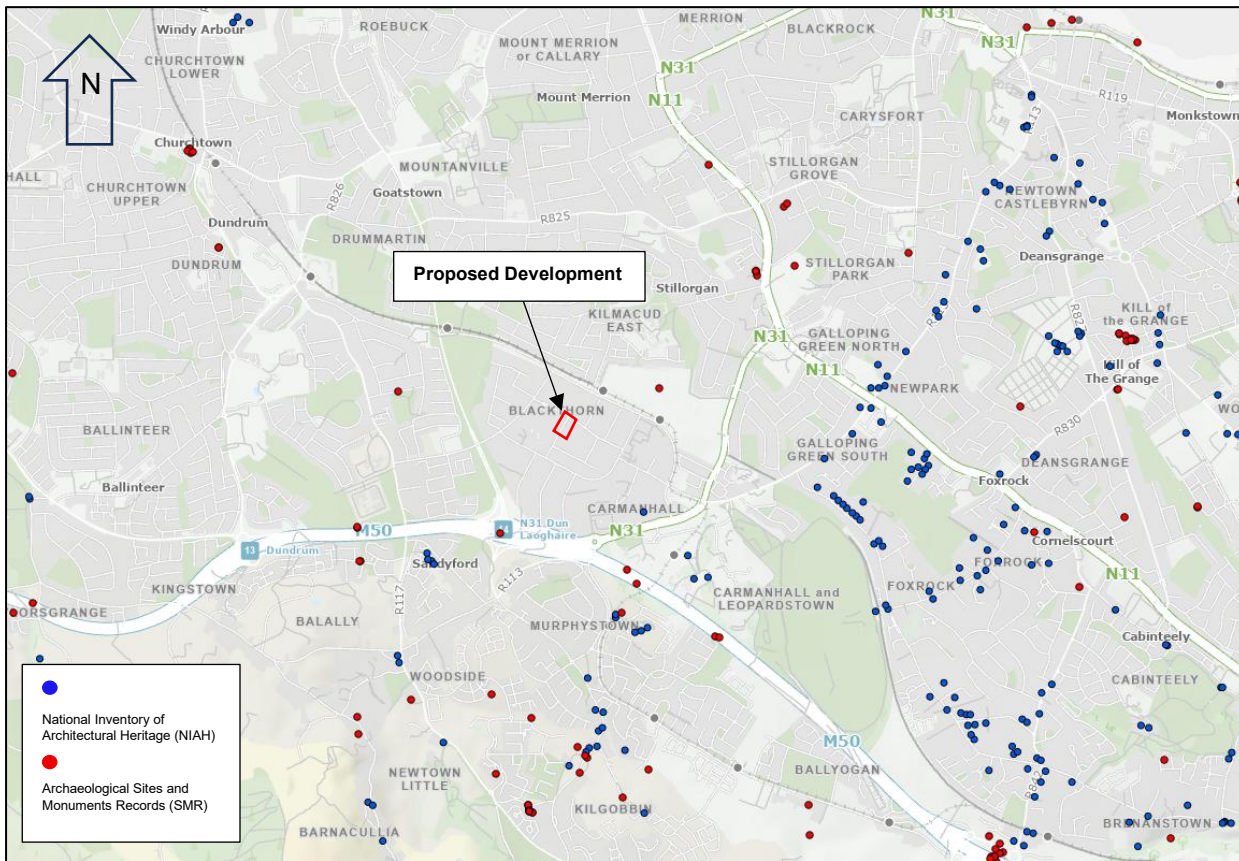 Windy Arbour
ROEBUCK
MERRION
BLACKROCK
N31
N
CHURCHTOWN
LOWER
MOUNT MERRION
or CALLARY
N31
N31
N11
Mount Merrion
R119
R113
Monkstown
CARYSFORT
Churchtown
HALL
MOUNTANVILLE
STILLORGAN
GROVE
CHURCHTOWN
UPPER
R826
Goatstown
NEWTOWN
CASTLEBYRN
Dundrum
R825
DRUMMARTIN
Deansgrange
DUNDRUM
Proposed Development
STILLORGAN
PARK
Stillorgan
KILMACUD
EAST
KILL of
the GRANGE
N31
GALLOPING
GREEN NORTH
N11
Kill of
The Grange
NEWPARK
BLACKTHORN
BALLINTEER
WO
R830
GALLOPING
GREEN SOUTH
DEANSGRANGE
Ballinteer
Foxrock
CARMANHALL
N31
M50
14
N31 Dun
Laoghaire
13
Dundrum
Cornelscourt
Sandyford
R113
FOXROCK
FOXROCK
N11
KINGSTOWN
R117
CARMANHALL and
LEOPARDSTOWN
ORSGRANGE
BALALLY
MURPHYSTOWN
Cabinteely
WOODSIDE
CABINTEELY
National Inventory of
Architectural Heritage (NIAH)
M50
Archaeological Sites and
Monuments Records (SMR)
NEWTOWN
LITTLE
BALLYOGAN
KILGOBBIN
BARNACULLIA
BRENANSTOWN